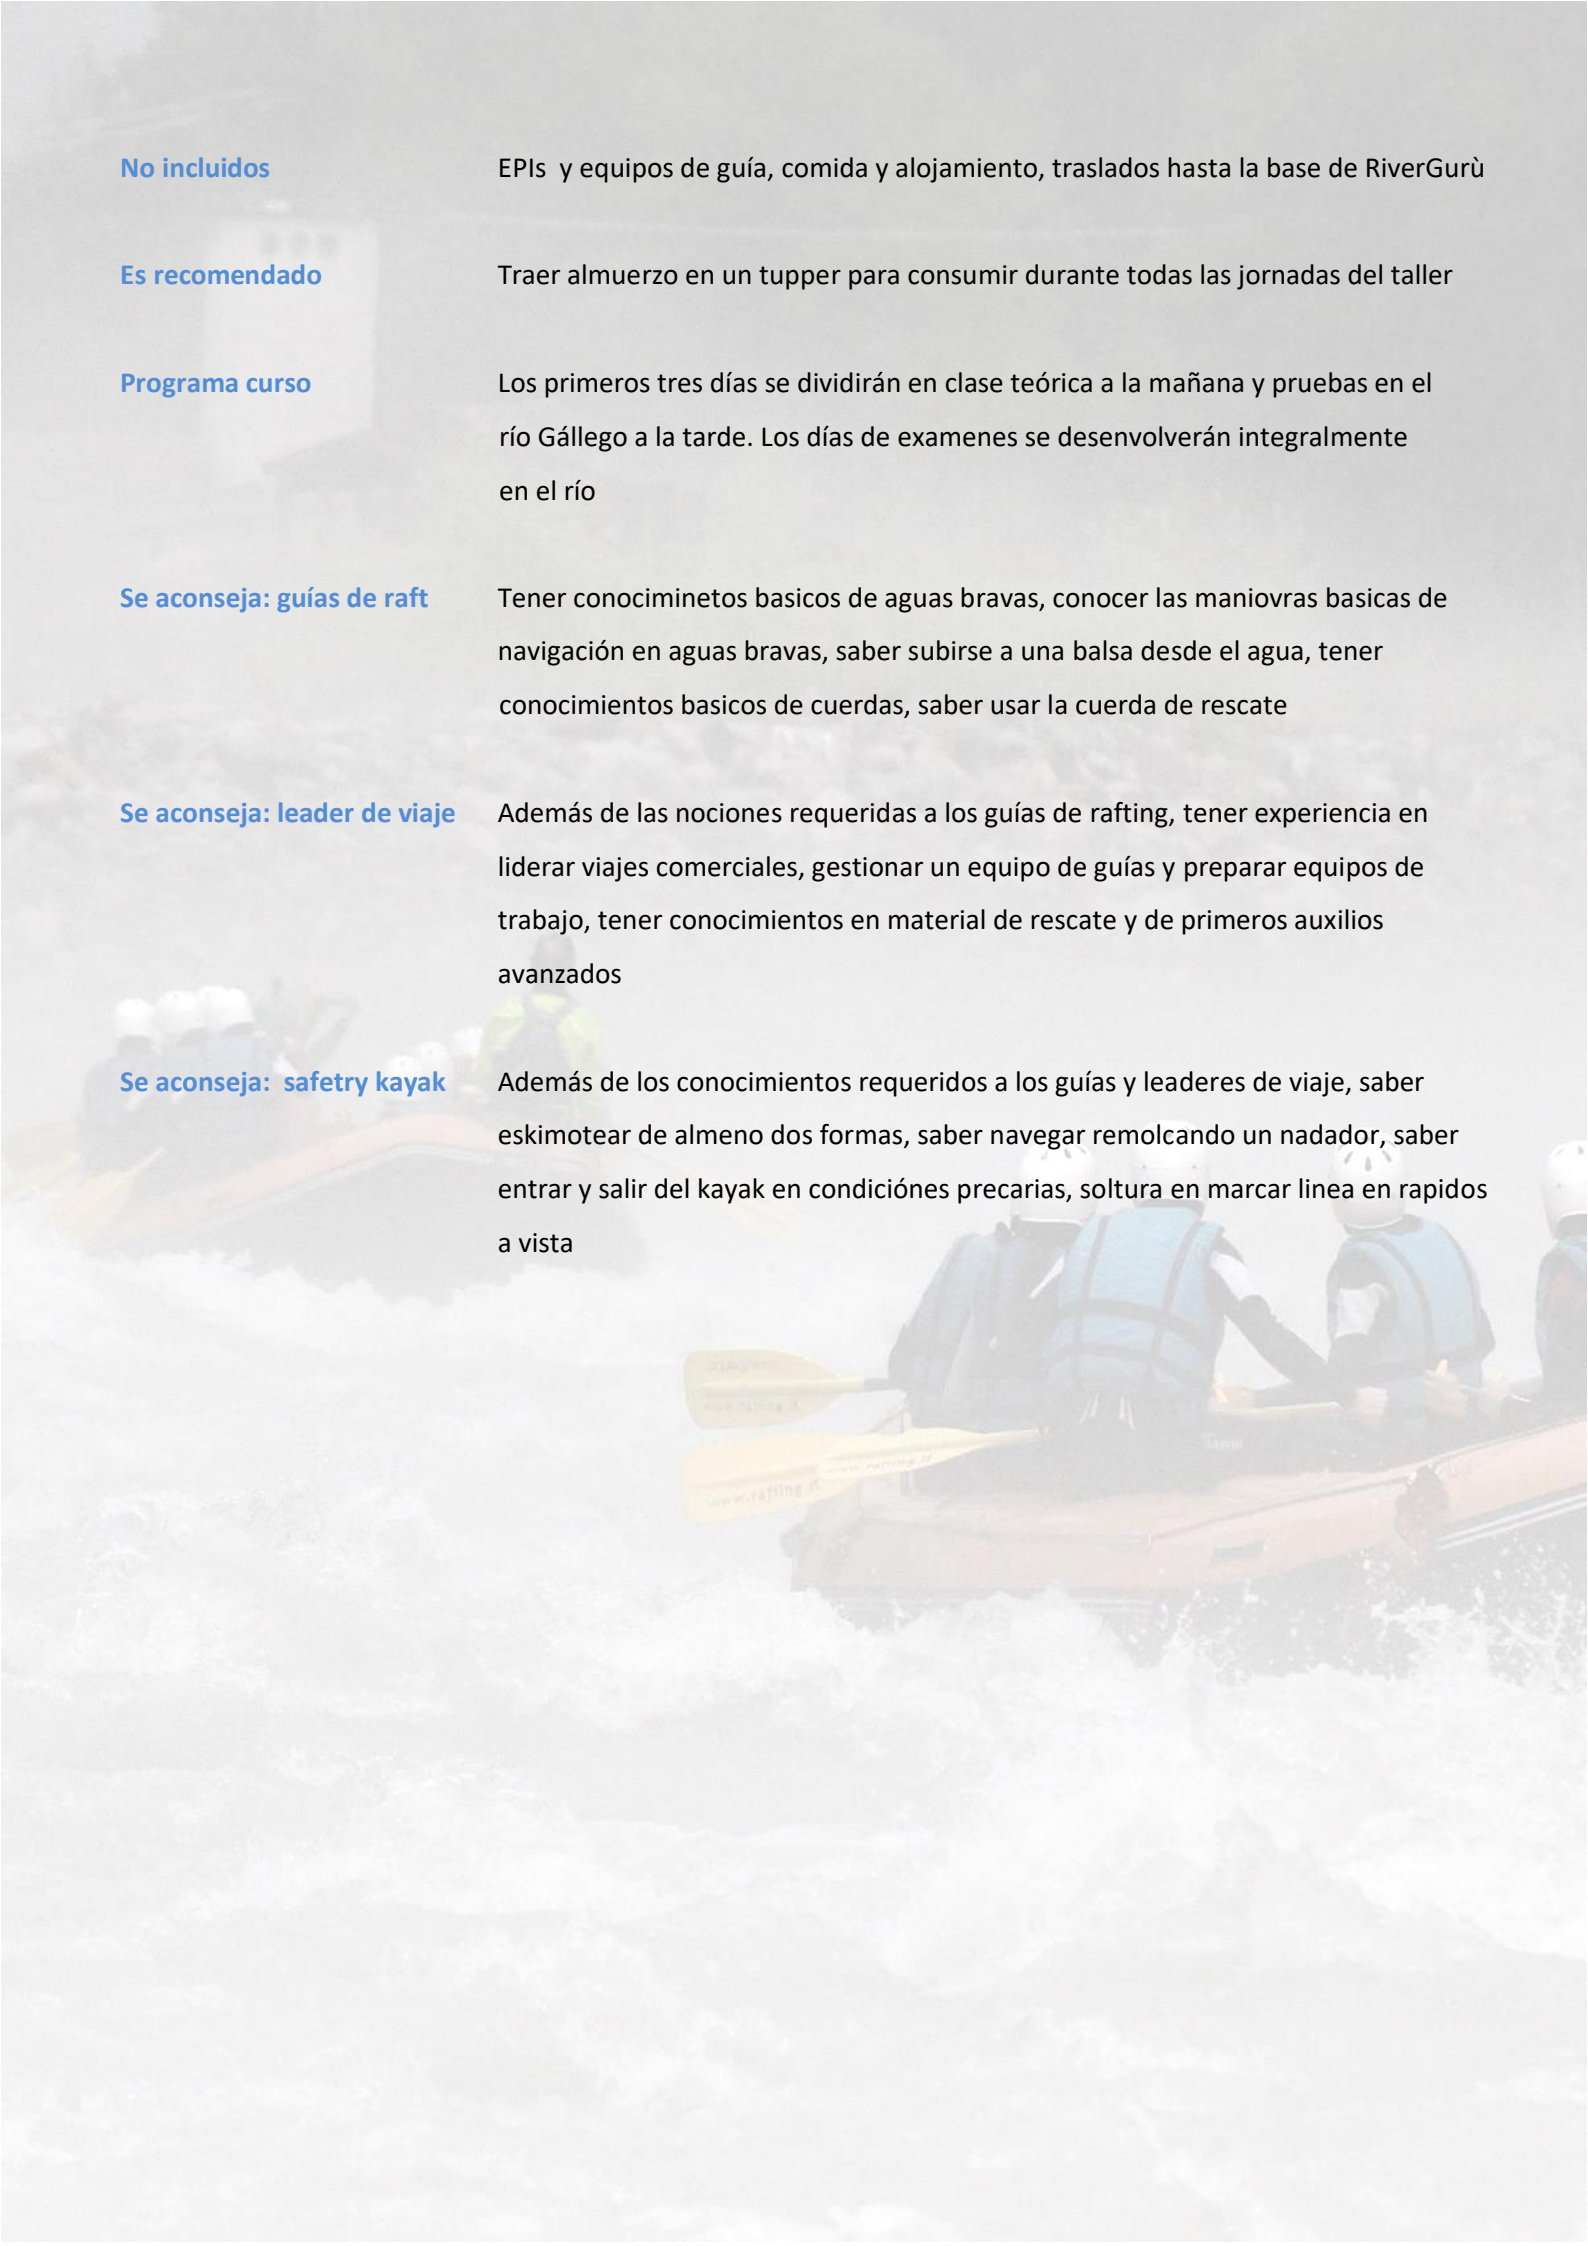 No incluidos EPIs  y equipos de guía, comida y alojamiento, traslados hasta la base de RiverGurù
Es recomendado Traer almuerzo en un tupper para consumir durante todas las jornadas del taller
Programa curso Los primeros tres días se dividirán en clase teórica a la mañana y pruebas en el
río Gállego a la tarde. Los días de examenes se desenvolverán integralmente
en el río
Se aconseja: guías de raft Tener conociminetos basicos de aguas bravas, conocer las maniovras basicas de
navigación en aguas bravas, saber subirse a una balsa desde el agua, tener
conocimientos basicos de cuerdas, saber usar la cuerda de rescate
Se aconseja: leader de viaje Además de las nociones requeridas a los guías de rafting, tener experiencia en
liderar viajes comerciales, gestionar un equipo de guías y preparar equipos de
trabajo, tener conocimientos en material de rescate y de primeros auxilios
avanzados
Se aconseja:  safetry kayak Además de los conocimientos requeridos a los guías y leaderes de viaje, saber
eskimotear de almeno dos formas, saber navegar remolcando un nadador, saber
entrar y salir del kayak en condiciónes precarias, soltura en marcar linea en rapidos
a vista
www.rafting.it
www.rafting.it